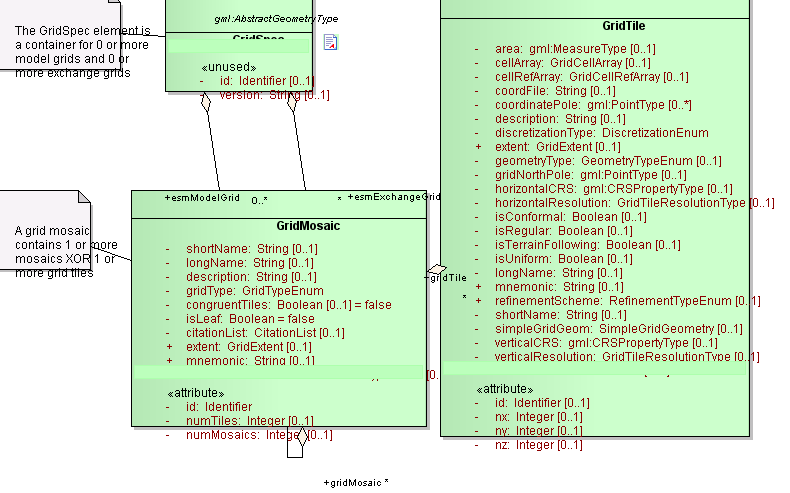 The GridSpec element is
a container for 0 or more
model grids and 0 or
more exchange grids
gml:AbstractGeometryType
GridSpec
«unused»
- id: Identifier [0..1]
- version: String [0..1]
+esmModelGrid 0..*
* +esmExchangeGrid
A grid mosaic
contains 1 or more
mosaics XOR 1 or
more grid tiles
GridMosaic
- shortName: String [0..1]
- longName: String [0..1]
- description: String [0..1]
- gridType: GridTypeEnum
- congruentTiles: Boolean [0..1] = false
- isLeaf: Boolean = false
- citationList: CitationList [0..1]
+ extent: GridExtent [0..1]
+ mnemonic: String [0..1]
«attribute»
- id: Identifier
- numTiles: Integer [0..1]
- numMosaics: Integer [0..1]
+gridMosaic *
+gridTile
*
GridTile
- area: gml:MeasureType [0..1]
- cellArray: GridCellArray [0..1]
- cellRefArray: GridCellRefArray [0..1]
- coordFile: String [0..1]
- coordinatePole: gml:PointType [0..*]
- description: String [0..1]
- discretizationType: DiscretizationEnum
+ extent: GridExtent [0..1]
- geometryType: GeometryTypeEnum [0..1]
- gridNorthPole: gml:PointType [0..1]
- horizontalCRS: gml:CRSPropertyType [0..1]
- horizontalResolution: GridTileResolutionType [0..1]
- isConformal: Boolean [0..1]
- isRegular: Boolean [0..1]
- isTerrainFollowing: Boolean [0..1]
- isUniform: Boolean [0..1]
- longName: String [0..1]
+ mnemonic: String [0..1]
+ refinementScheme: RefinementTypeEnum [0..1]
- shortName: String [0..1]
- simpleGridGeom: SimpleGridGeometry [0..1]
- verticalCRS: gml:CRSPropertyType [0..1]
- verticalResolution: GridTileResolutionType [0..1]
«attribute»
- id: Identifier [0..1]
- nx: Integer [0..1]
- ny: Integer [0..1]
- nz: Integer [0..1]